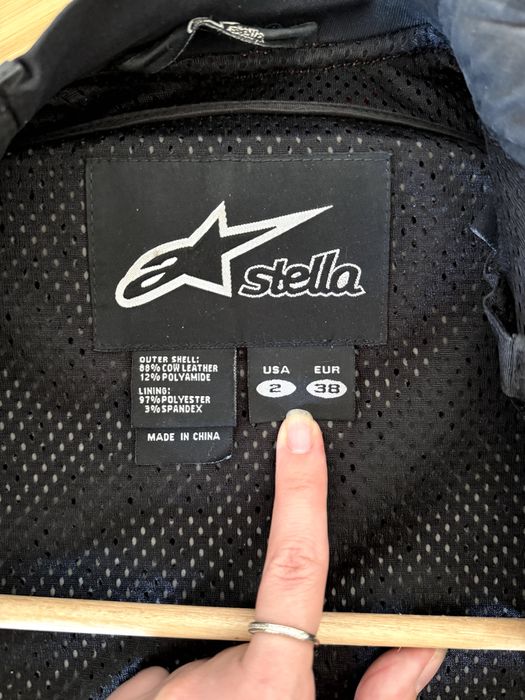 stella
OUTER SHELL:
88% COW LEATHER
12% POLYAMIDE
LINING:
97% POLYESTER
3% SPANDEX
MADE IN CHINA
USA EUR
2 38